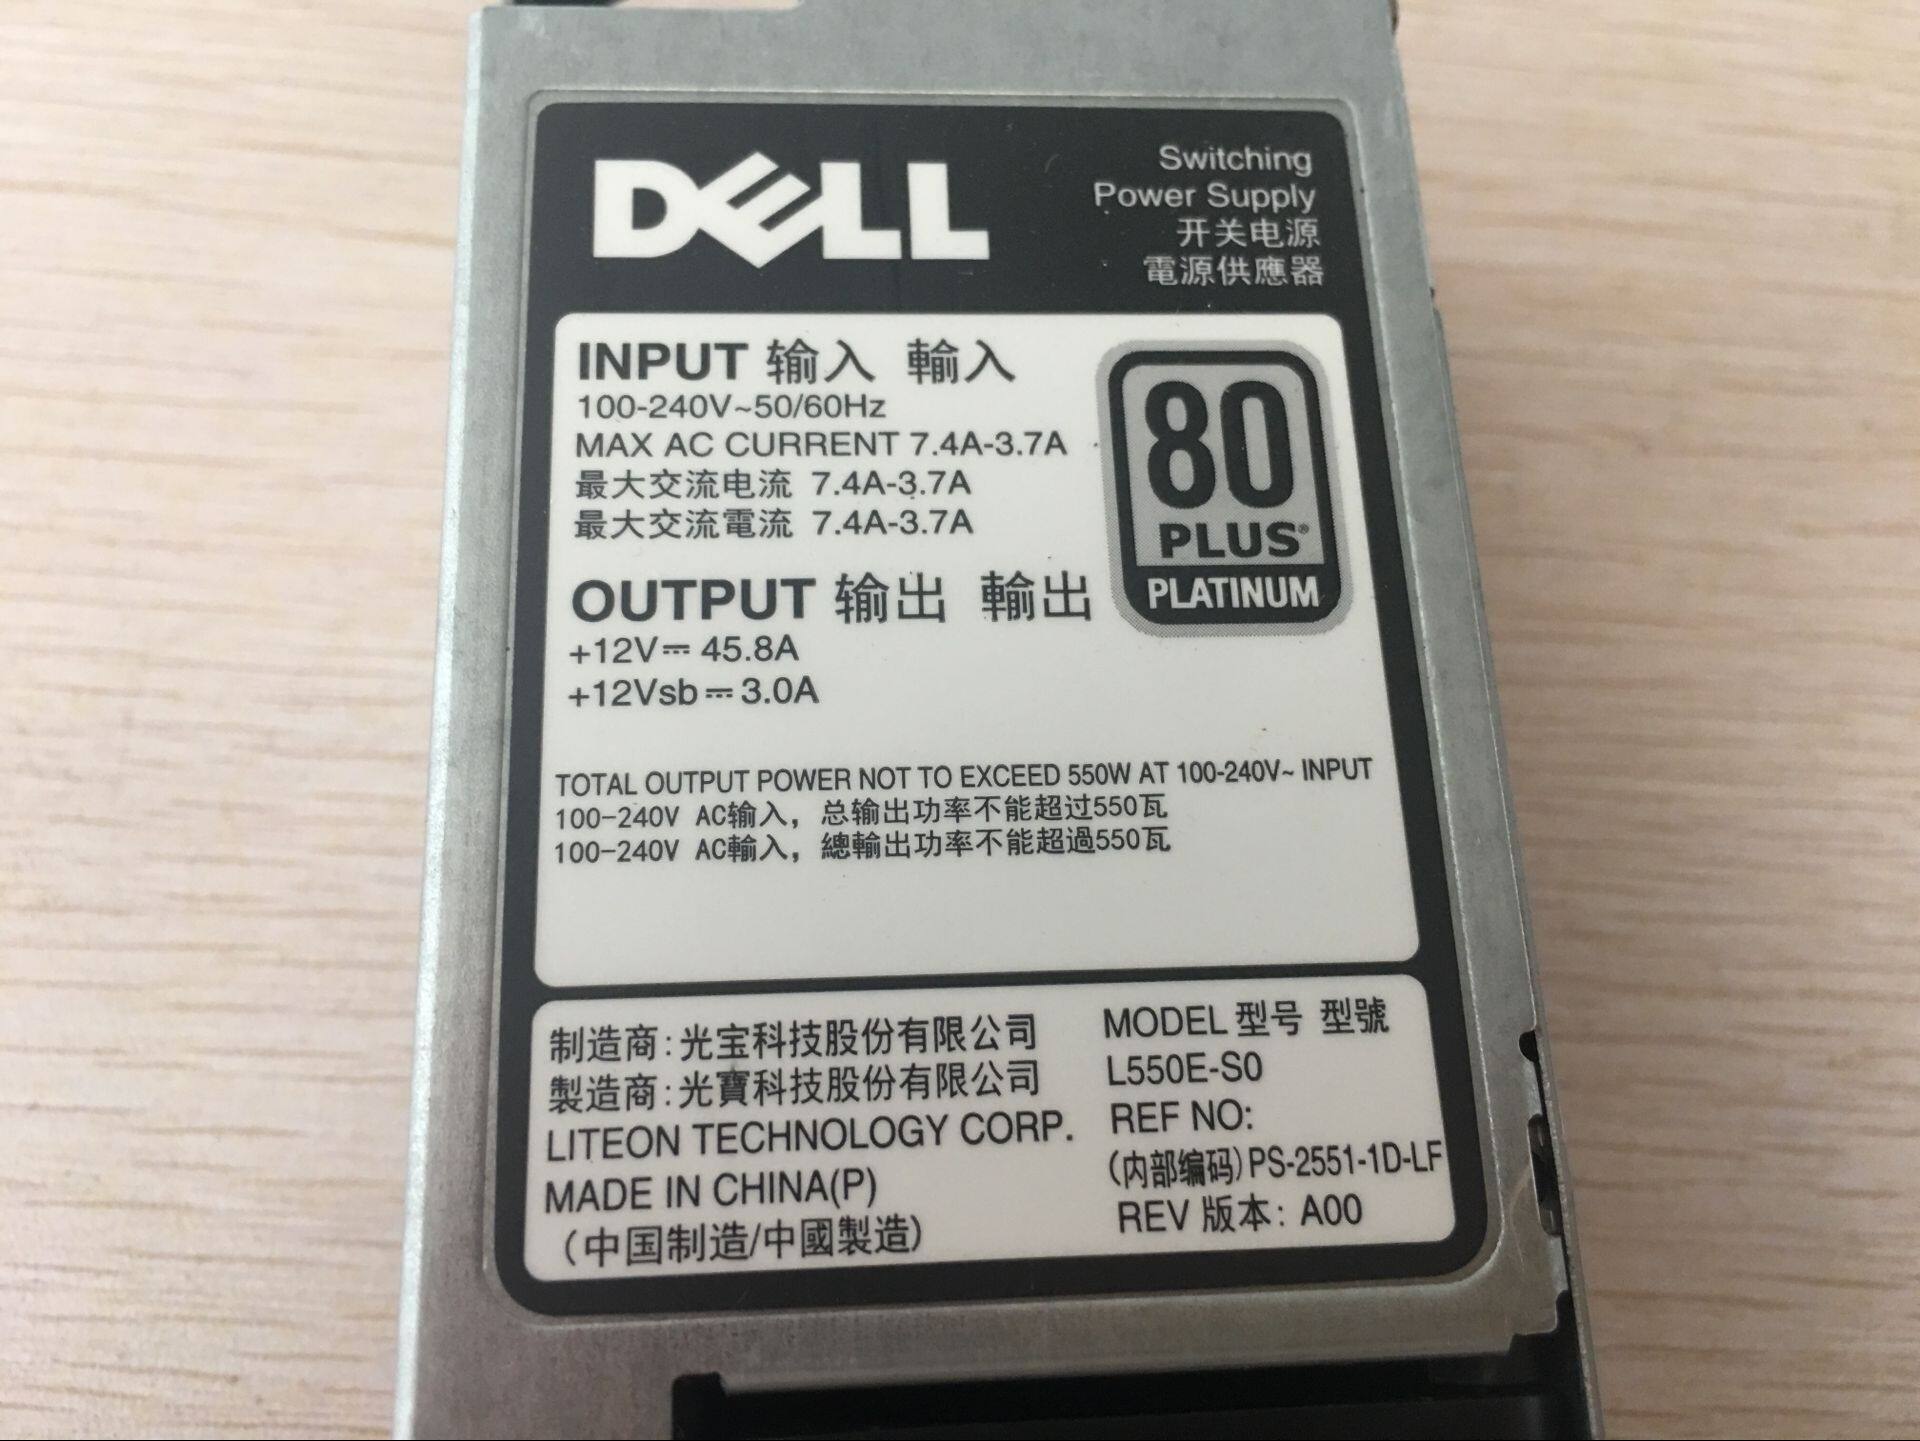 DELL
Switching
Power Supply
开关电源
電源供應器
INPUT 输入 輸入
100-240V~50/60Hz
MAX AC CURRENT 7.4A-3.7A
最大交流电流 7.4A-3.7A
最大交流電流 7.4A-3.7A
80
PLUS®
PLATINUM
OUTPUT 输出 輸出
+12V⎓ 45.8A
+12Vsb⎓3.0A
TOTAL OUTPUT POWER NOT TO EXCEED 550W AT 100-240V~ INPUT
100-240V AC输入，总输出功率不能超过550瓦
100-240V AC輸入，總輸出功率不能超過550瓦
制造商:光宝科技股份有限公司
製造商:光寶科技股份有限公司
LITEON TECHNOLOGY CORP.
MADE IN CHINA(P)
(中国制造/中國製造)
MODEL 型号 型號
L550E-S0
REF NO:
(内部编码)PS-2551-1D-LF
REV 版本: A00